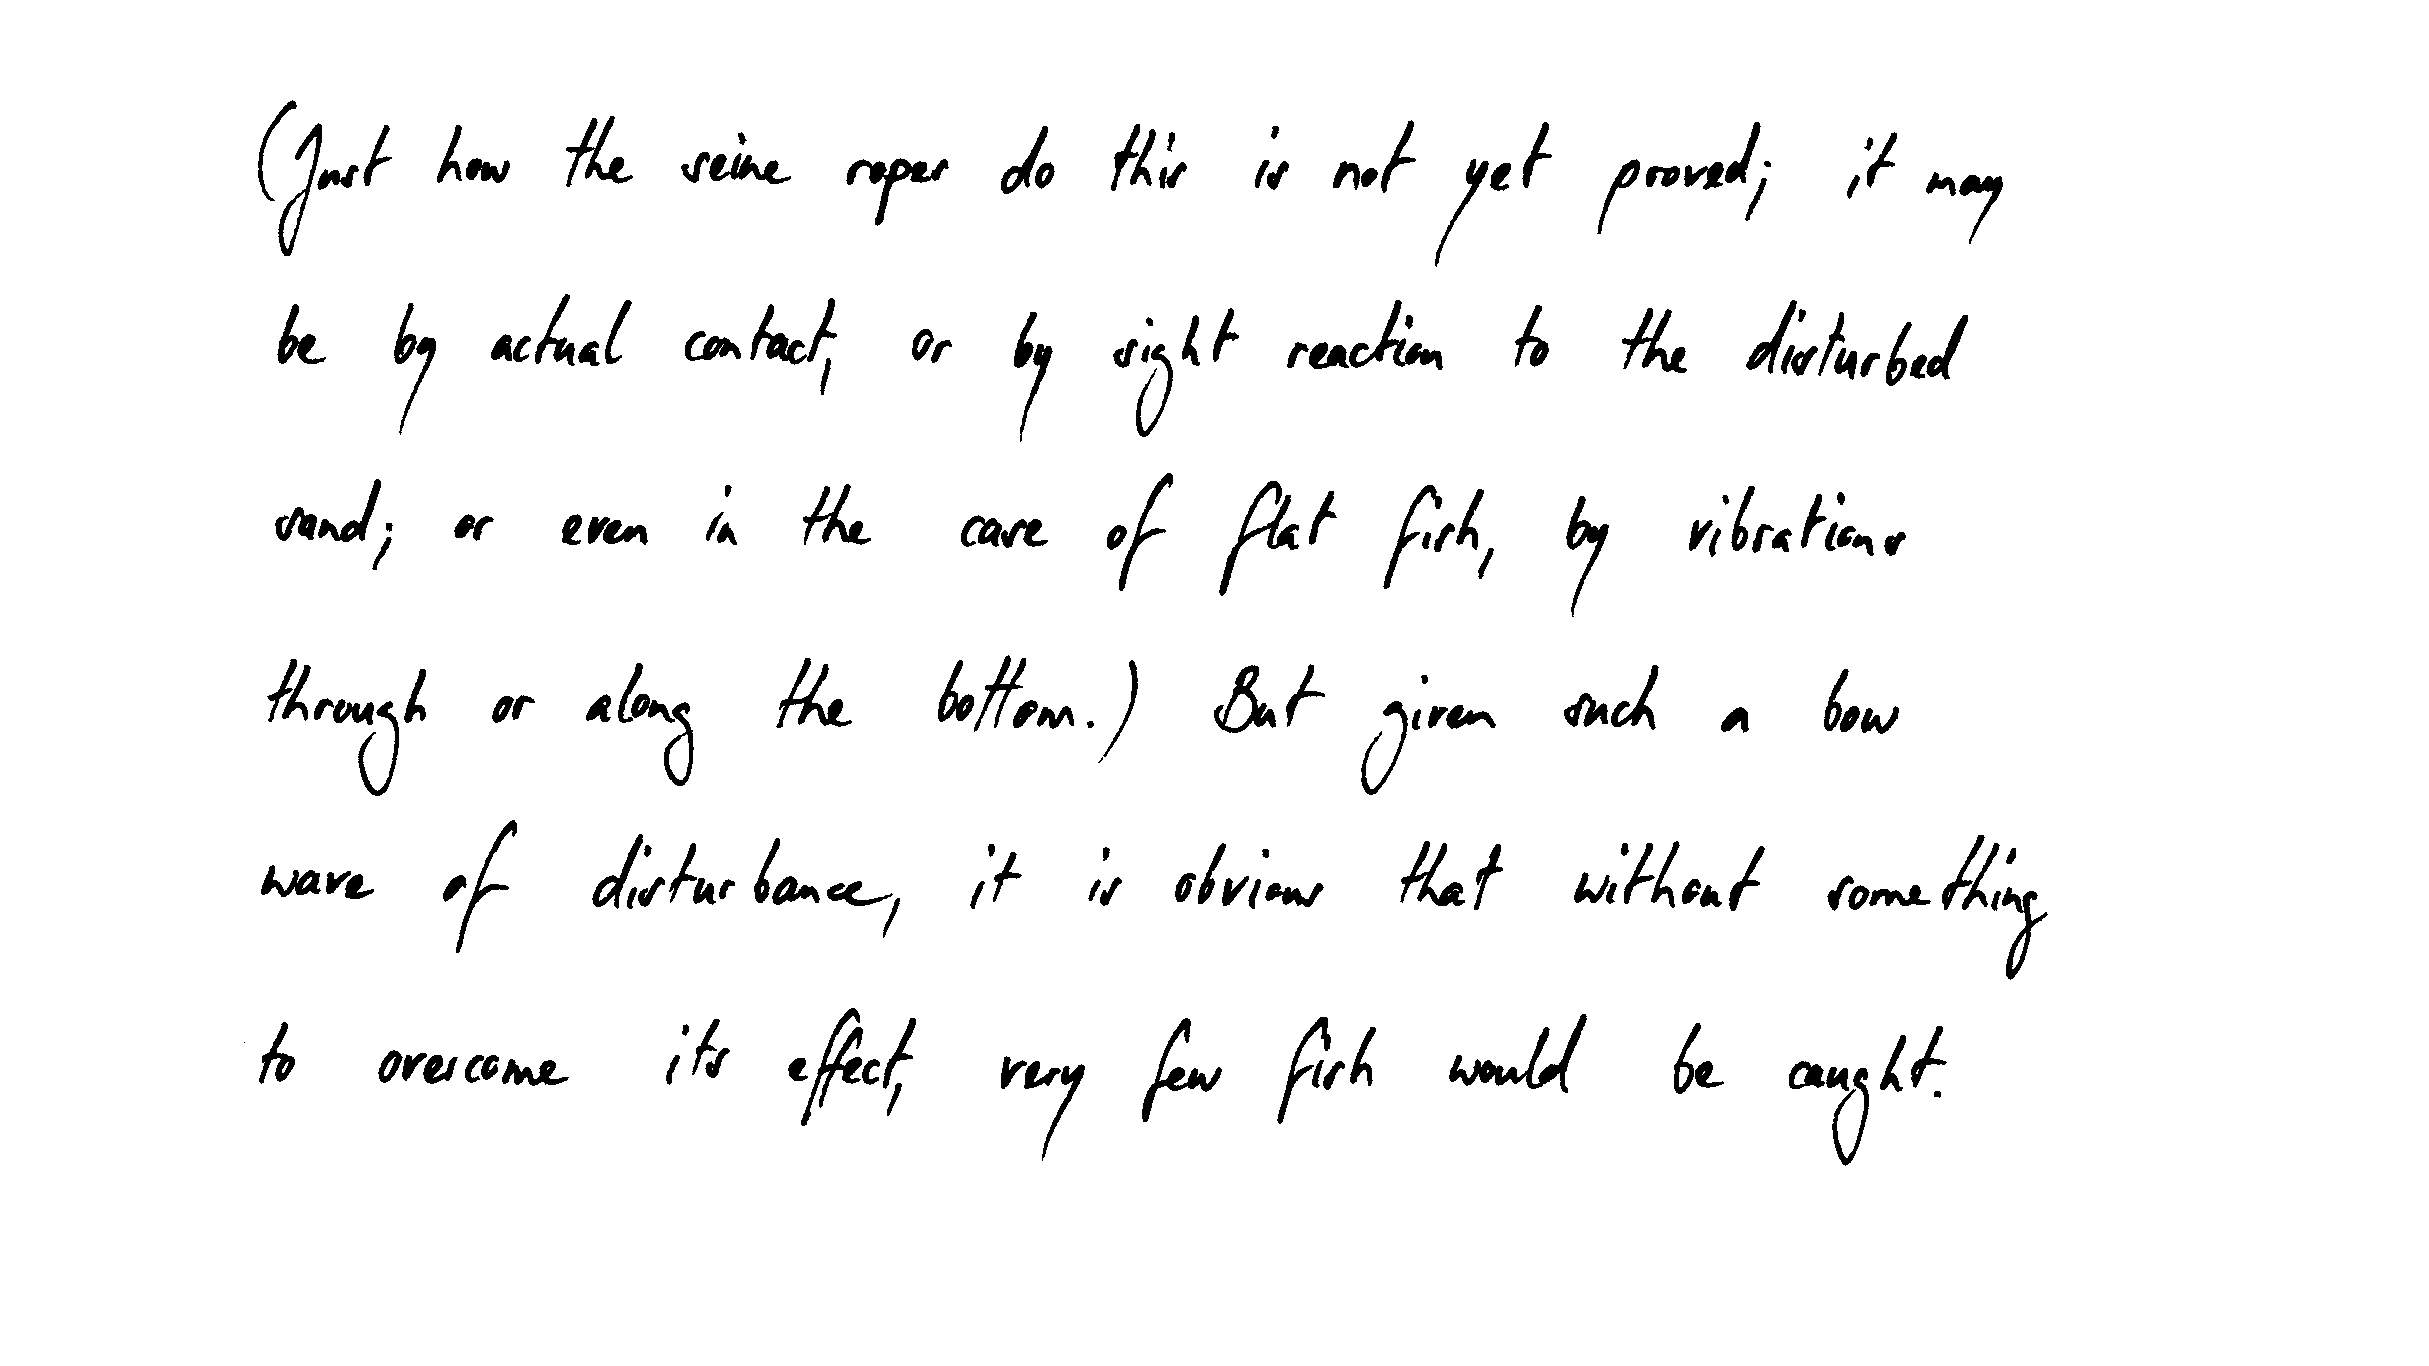 (Just how the seine ropes do this is not yet proved; it may
be by actual contact, or by sight reaction to the disturbed
sand; or even in the case of flat fish, by vibrations
through or along the bottom.) But given such a bow
wave of disturbance, it is obvious that without something
to overcome its effect, very few fish would be caught.